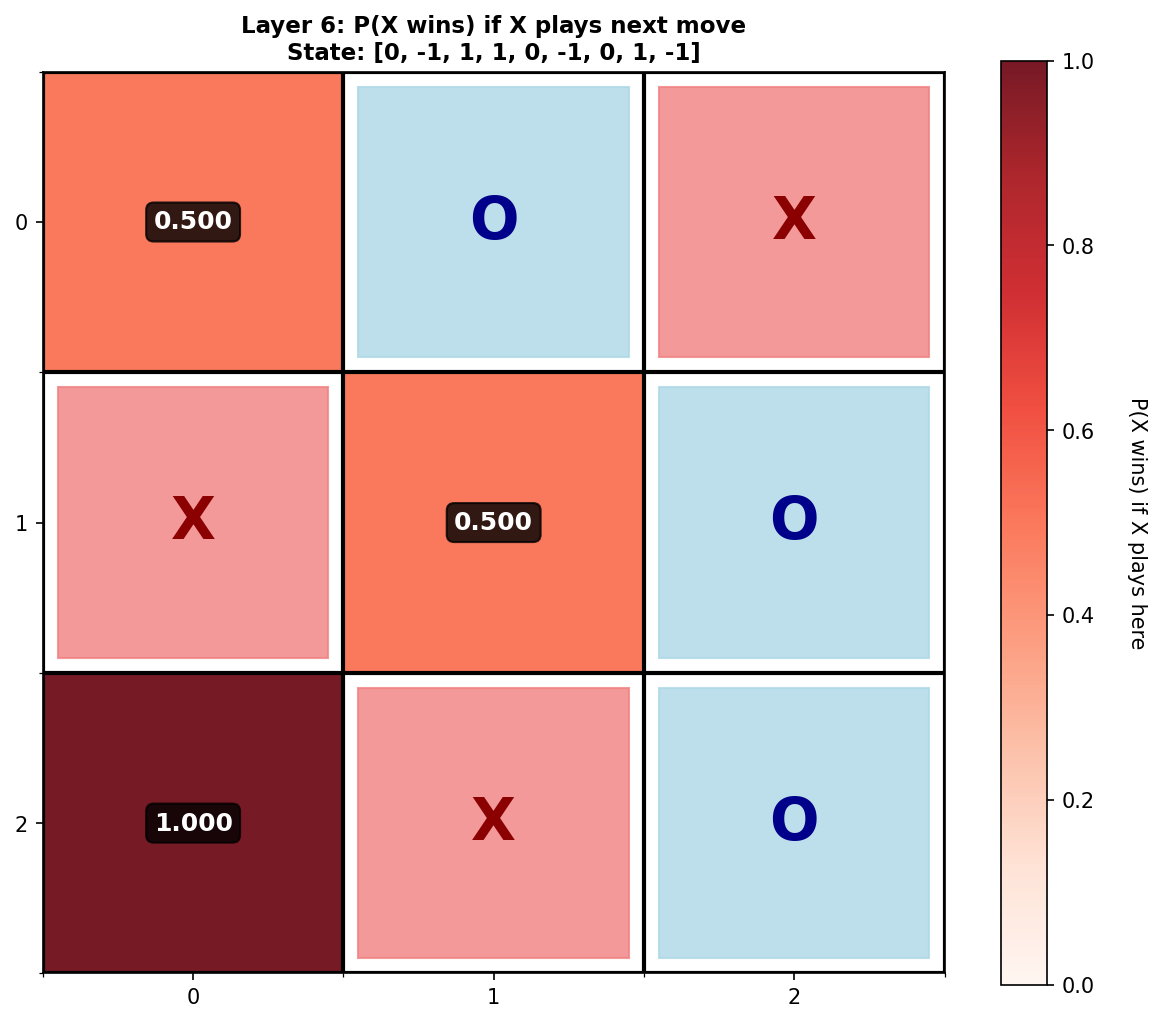 Layer 6: P(X wins) if X plays next move
State: [0, -1, 1, 1, 0, -1, 0, 1, -1]
0
0.500
O
X
1
X
0.500
O
2
1.000
X
O
0
1
2
1.0
0.8
0.6
0.4
0.2
0.0
P(X wins) if X plays here